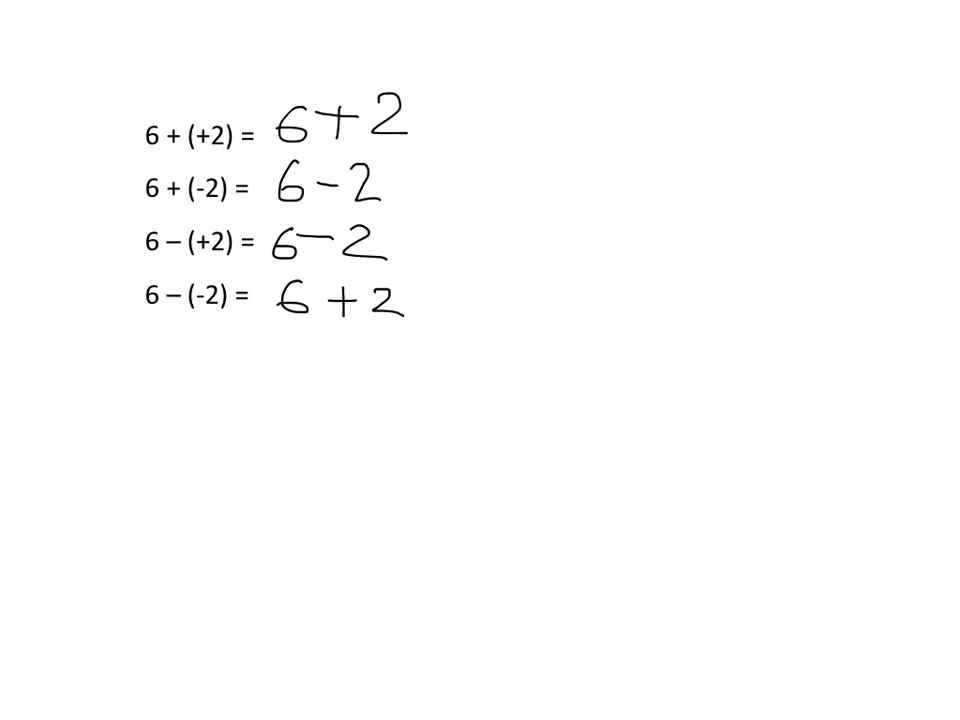 6 + (+2) = 6 + 2
6 + (-2) = 6 - 2
6 – (+2) = 6 - 2
6 – (-2) = 6 + 2